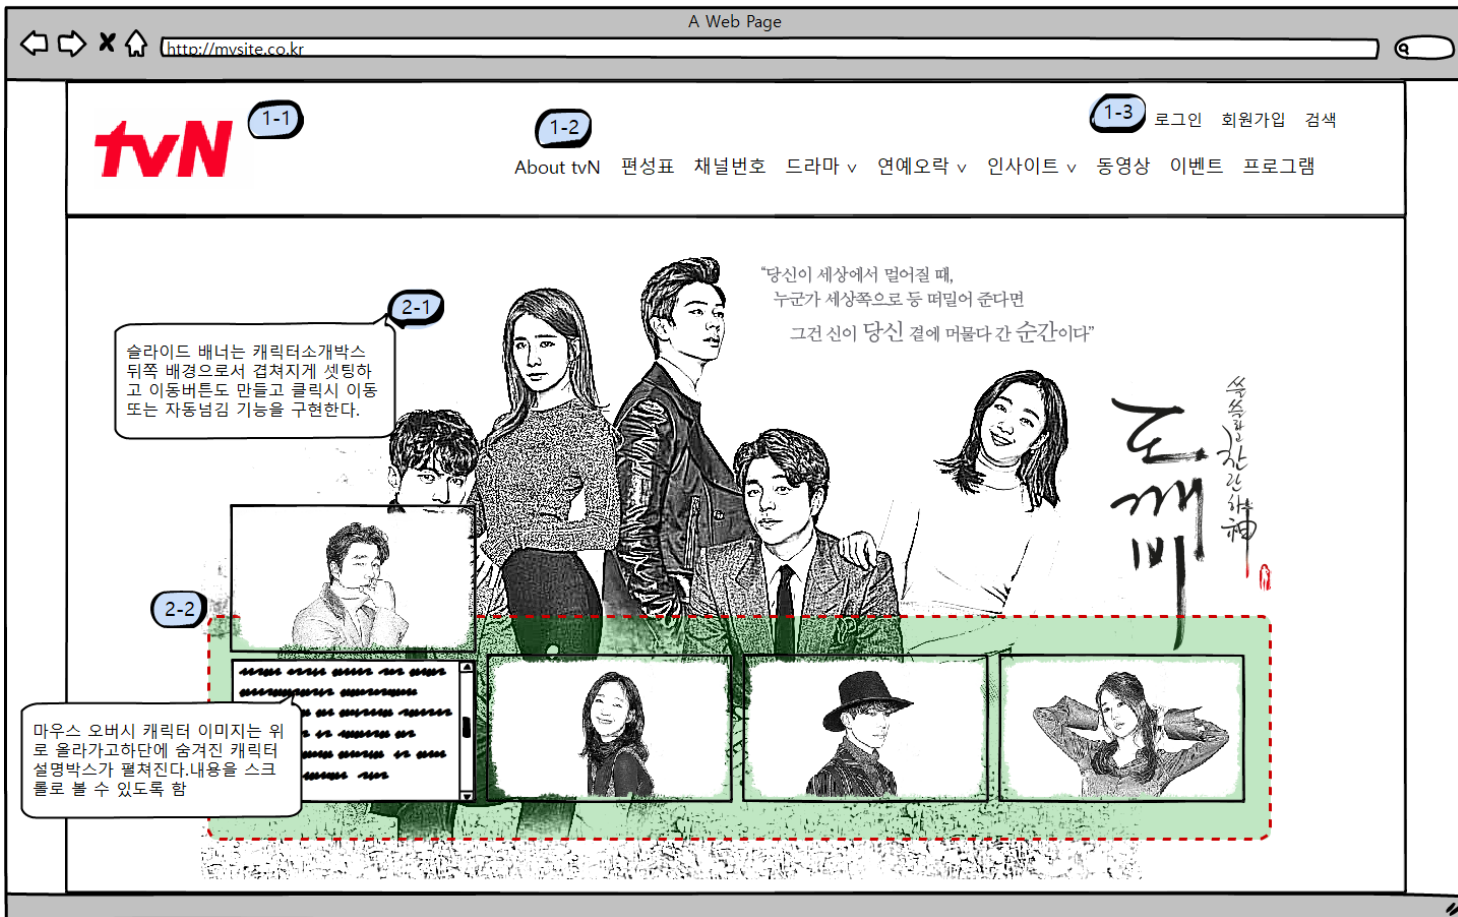 A Web Page
http://mysite.co.kr
tvN
1-1
1-2
1-3
로그인 회원가입 검색
About tvN 편성표 채널번호 드라마 v 연예오락 v 인사이트 v 동영상 이벤트 프로그램
“당신이 세상에서 멀어질 때,
누군가 세상쪽으로 등 떠밀어 준다면
그건 신이 당신 곁에 머물다 간 순간이다”
2-1
슬라이드 배너는 캐릭터소개박스
뒤쪽 배경으로서 겹쳐지게 셋팅하
고 이동버튼도 만들고 클릭시 이동
또는 자동넘김 기능을 구현한다.
쓸쓸하고 찬란하神
도깨비
2-2
마우스 오버시 캐릭터 이미지는 위
로 올라가고하단에 숨겨진 캐릭터
설명박스가 펼쳐진다.내용을 스크
롤로 볼 수 있도록 함